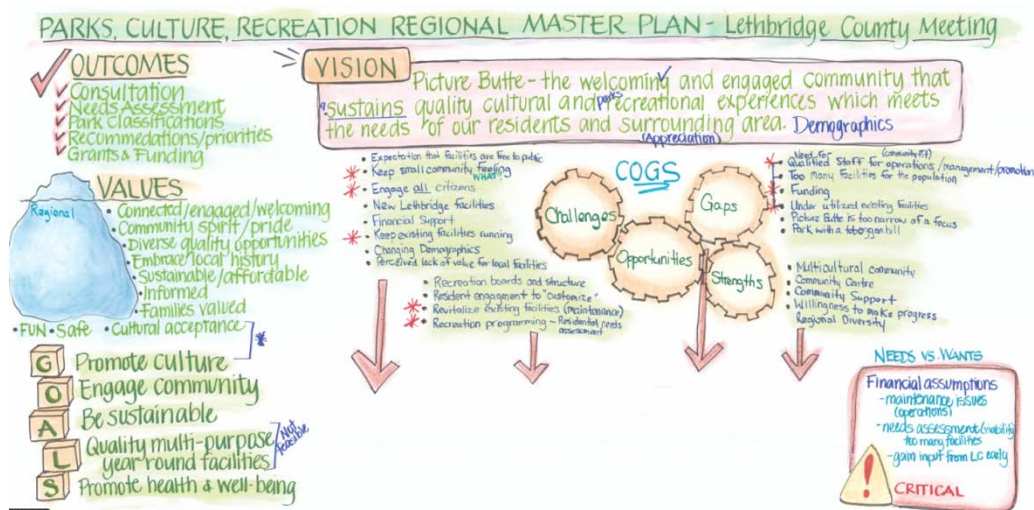 PARKS, CULTURE, RECREATION REGIONAL MASTER PLAN - Lethbridge County Meeting
OUTCOMES
Consultation
Needs Assessment
Park Classifications
Recommendations/priorities
Grants & Funding
VISION
Picture Butte - the welcoming and engaged community that
? sustains quality cultural and parks recreational experiences which meets
the needs of our residents and surrounding area. Demographics
(Appreciation)
VALUES
Regional
• Connected/engaged/welcoming
• Community spirit/pride
• Diverse quality opportunities
• Embrace local history
• Sustainable/affordable
• Informed
• Families valued
• FUN • Safe • Cultural acceptance
GOALS
Promote culture
Engage community
Be sustainable
Quality multi-purpose
year round facilities
Not feasible
Promote health & well-being
COGS
Challenges
Gaps
Opportunities
Strengths
• Expectation that facilities are free to public
• Keep small community feeling
WHAT?
• Engage all citizens
• New Lethbridge facilities
• Financial Support
• Keep existing facilities running
• Changing Demographics
• Perceived lack of value for local facilities
• Recreation boards and structure
• Resident engagment to "customize"
• Revitalize existing facilities (maintenance)
• Recreation programming - Residential needs
assessment
Need for
• Qualified Staff for operations/management/promotion
• Too many facilities for the population
• Funding
• Under utilized existing facilities
• Picture Butte is too narrow of a focus
• Park with a toboggan hill
• Multicultural community
• Community Centre
• Community Support
• Willingness to make progress
Regional Diversity
NEEDS VS. WANTS
Financial assumptions
- maintenance issues
(operations)
- needs assessment (viability)
too many facilities
- gain input from LC early
!
CRITICAL